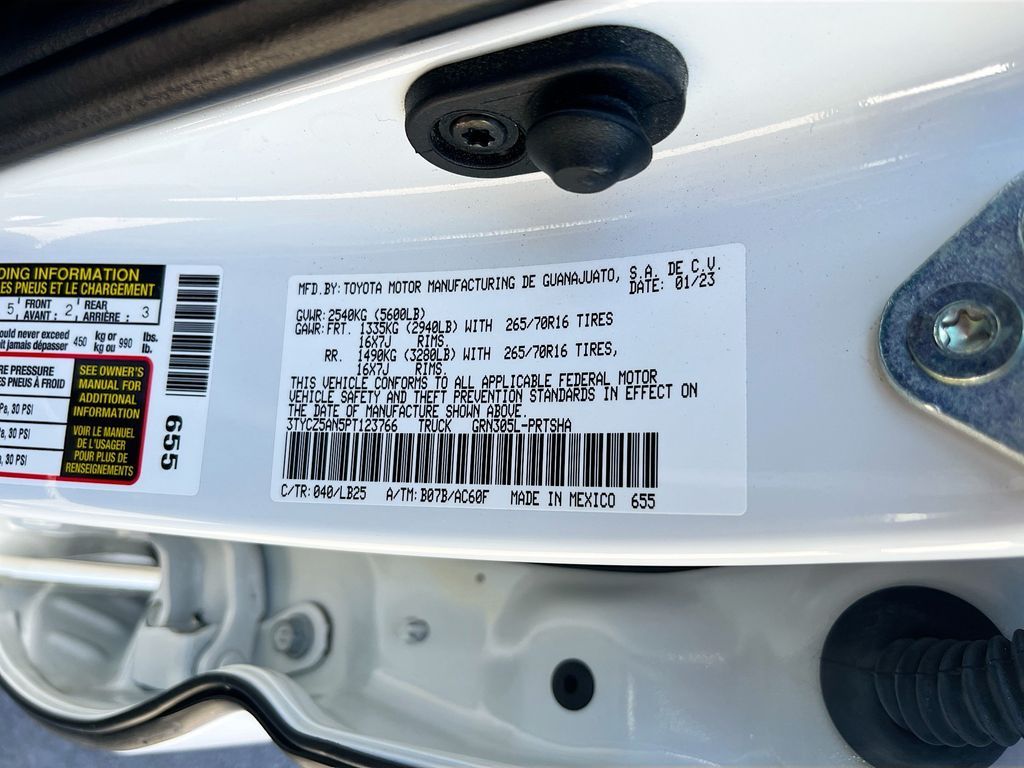 DING INFORMATION
LES PNEUS ET LE CHARGEMENT
5 FRONT AVANT : 2 REAR ARRIÈRE : 3
ould never exceed 450 kg or 990 lbs.
it jamais dépasser kg ou lb.
RE PRESSURE
ES PNEUS À FROID
Pa, 30 PSI
Pa, 30 PSI
a, 30 PSI
SEE OWNER'S
MANUAL FOR
ADDITIONAL
INFORMATION
VOIR LE MANUEL
DE L'USAGER
POUR PLUS DE
RENSEIGNEMENTS
655
MFD.BY:TOYOTA MOTOR MANUFACTURING DE GUANAJUATO, S.A. DE C.V.
DATE: 01/23
GVWR: 2540KG (5600LB)
GAWR: FRT. 1335KG (2940LB) WITH 265/70R16 TIRES
16X7J RIMS.
RR. 1490KG (3280LB) WITH 265/70R16 TIRES,
16X7J RIMS.
THIS VEHICLE CONFORMS TO ALL APPLICABLE FEDERAL MOTOR
VEHICLE SAFETY AND THEFT PREVENTION STANDARDS IN EFFECT ON
THE DATE OF MANUFACTURE SHOWN ABOVE.
3TYCZ5AN5PT123766 TRUCK GRN305L-PRTSHA
C/TR:040/LB25 A/TM:B07B/AC60F MADE IN MEXICO 655